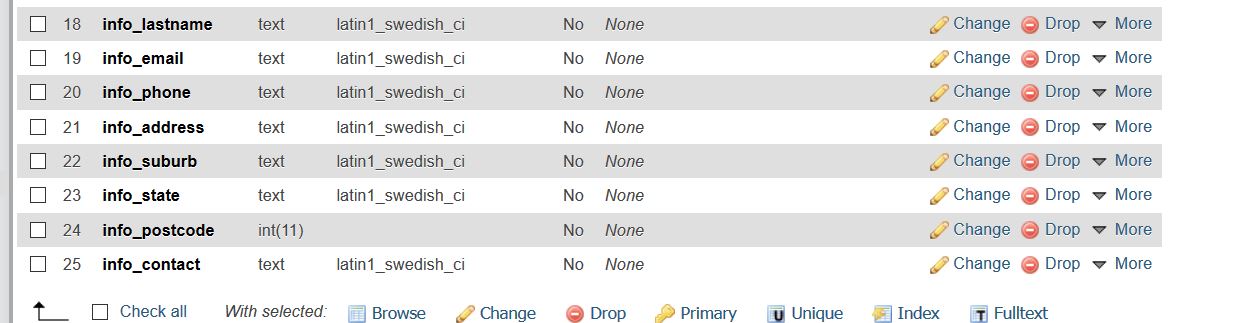 18 info_lastname text latin1_swedish_ci No None Change Drop More
19 info_email text latin1_swedish_ci No None Change Drop More
20 info_phone text latin1_swedish_ci No None Change Drop More
21 info_address text latin1_swedish_ci No None Change Drop More
22 info_suburb text latin1_swedish_ci No None Change Drop More
23 info_state text latin1_swedish_ci No None Change Drop More
24 info_postcode int(11) No None Change Drop More
25 info_contact text latin1_swedish_ci No None Change Drop More
Check all With selected: Browse Change Drop Primary U Unique Index T Fulltext